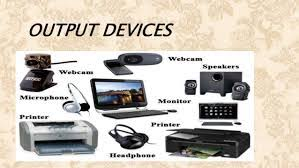 OUTPUT DEVICES
Webcam
Webcam
Speakers
Microphone
Monitor
Printer
Printer
Headphone